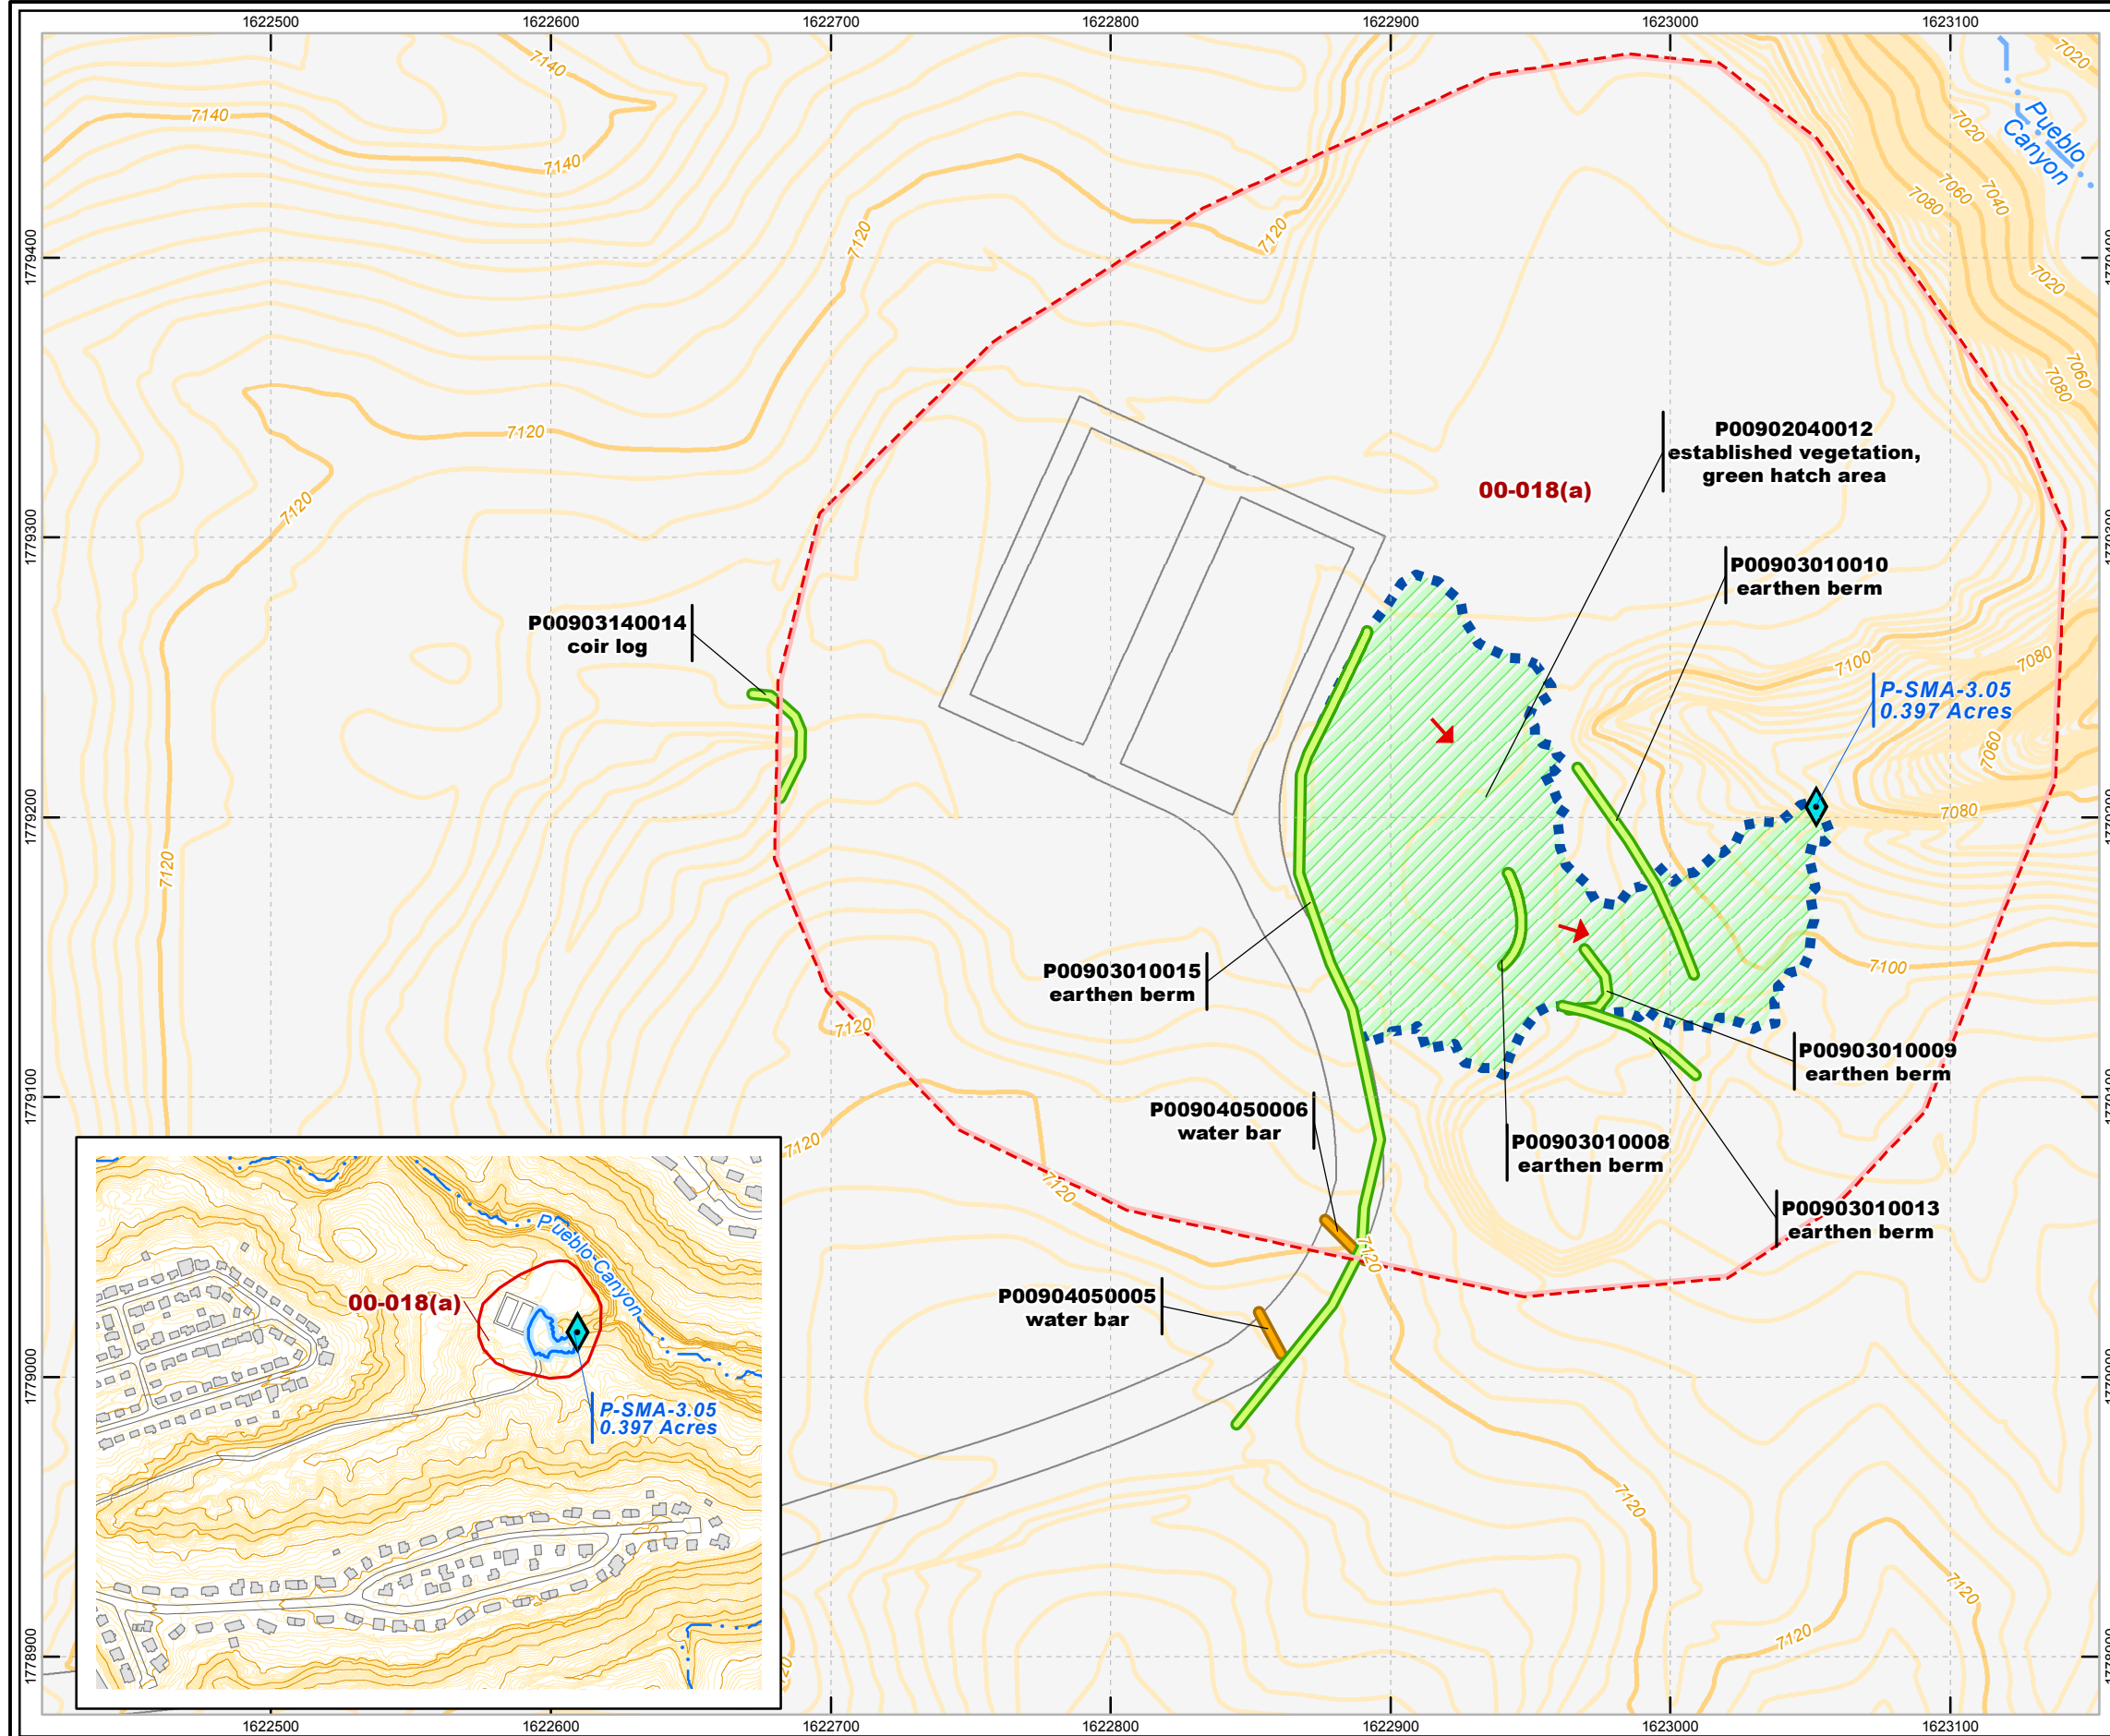 1622500 1622600 1622700 1622800 1622900 1623000 1623100
7140
7020
7140
7140
Pueblo
Canyon
7020
7060
7040
7080
7120
7120
1779400
7020
7060
7080
7120
7120
P00902040012
established vegetation,
green hatch area
00-018(a)
1779300
P00903010010
earthen berm
P00903140014
coir log
7100
7080
P-SMA-3.05
0.397 Acres
7060
7080
1779200
7120
P00903010015
earthen berm
7100
7120
P00903010009
earthen berm
1779100
P00904050006
water bar
P00903010008
earthen berm
7120
7120
P00903010013
earthen berm
7120
P00904050005
water bar
Pueblo Canyon
00-018(a)
P-SMA-3.05
0.397 Acres
1779000
7120
7120
7120
1778900
1622500 1622600 1622700 1622800 1622900 1623000 1623100